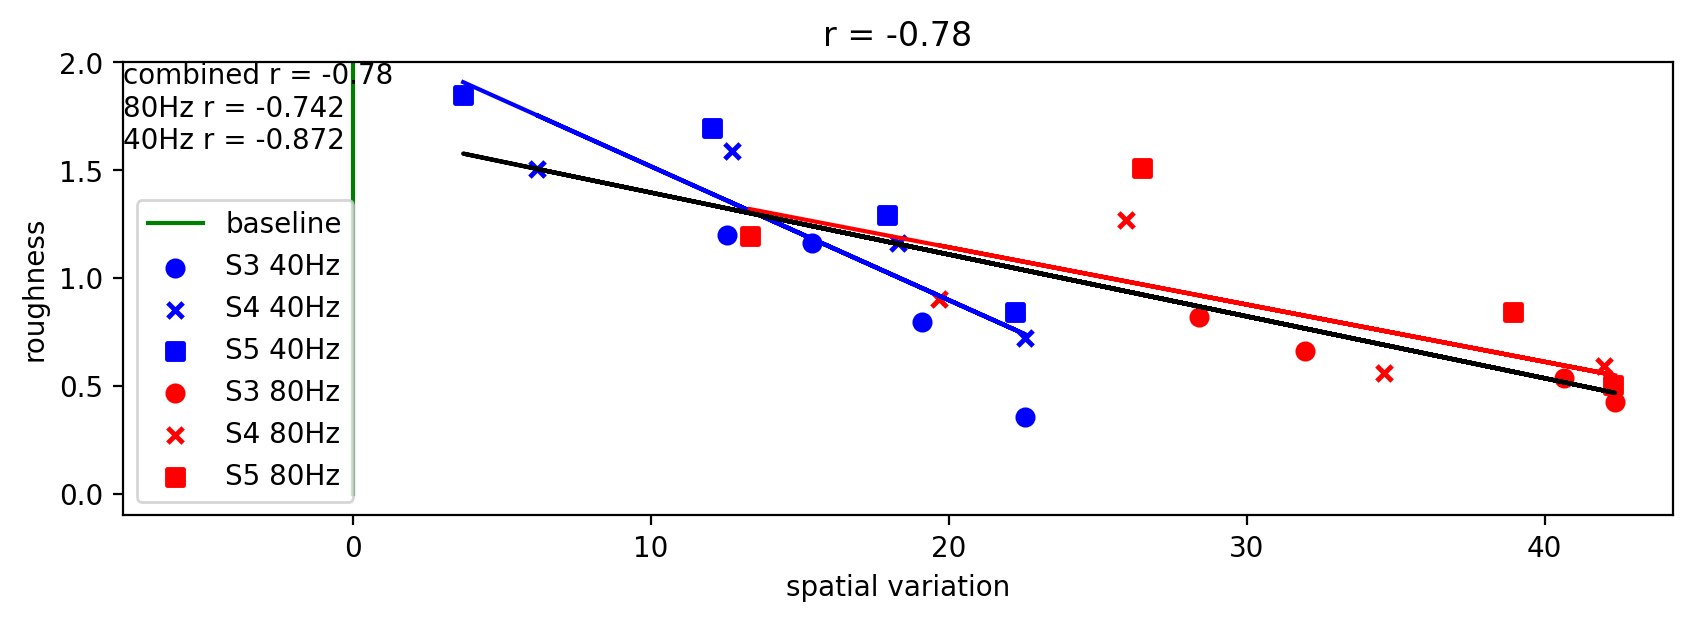 r = -0.78
combined r = -0.78
80Hz r = -0.742
40Hz r = -0.872
2.0
1.5
1.0
0.5
0.0
roughness
baseline
S3 40Hz
S4 40Hz
S5 40Hz
S3 80Hz
S4 80Hz
S5 80Hz
0 10 20 30 40
spatial variation